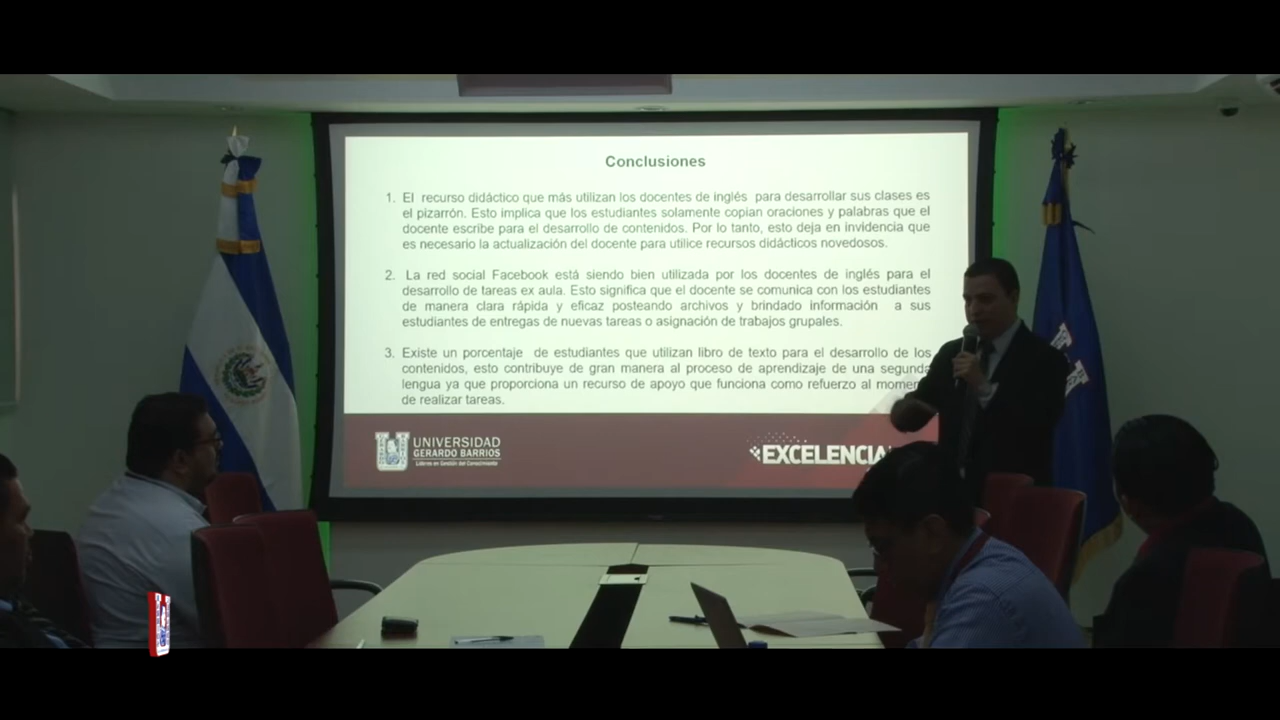 Conclusiones
1. El recurso didáctico que más utilizan los docentes de inglés para desarrollar sus clases es
el pizarrón. Esto implica que los estudiantes solamente copian oraciones y palabras que el
docente escribe para el desarrollo de contenidos. Por lo tanto, esto deja en invidencia que
es necesario la actualización del docente para utilice recursos didácticos novedosos.
2. La red social Facebook está siendo bien utilizada por los docentes de inglés para el
desarrollo de tareas ex aula. Esto significa que el docente se comunica con los estudiantes
de manera clara rápida y eficaz posteando archivos y brindado información a sus
estudiantes de entregas de nuevas tareas o asignación de trabajos grupales.
3. Existe un porcentaje de estudiantes que utilizan libro de texto para el desarrollo de los
contenidos, esto contribuye de gran manera al proceso de aprendizaje de una segunda
lengua ya que proporciona un recurso de apoyo que funciona como refuerzo al momen
de realizar tareas.
UNIVERSIDAD
GERARDO BARRIOS
Líderes en Gestión del Conocimiento
EXCELENCIA